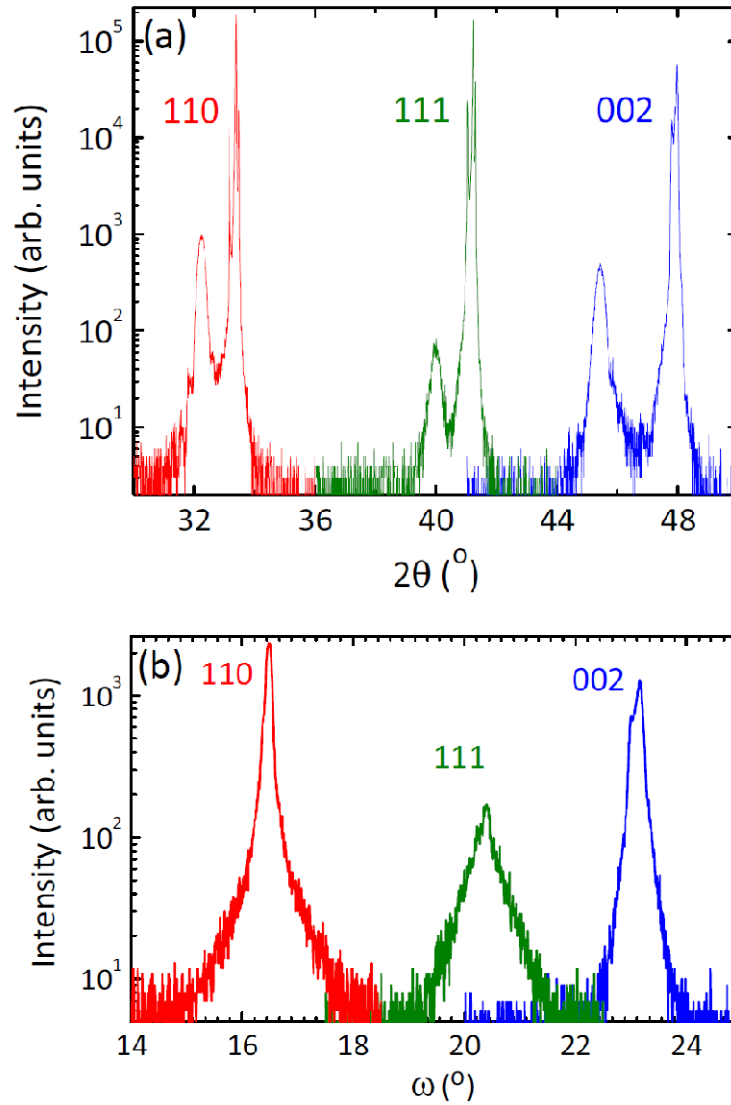 (a)
110
111
002
10⁵
10⁴
10³
10²
10¹
Intensity (arb. units)
32 36 40 44 48
2θ (°)
(b)
110
111
002
10³
10²
10¹
Intensity (arb. units)
14 16 18 20 22 24
ω (°)